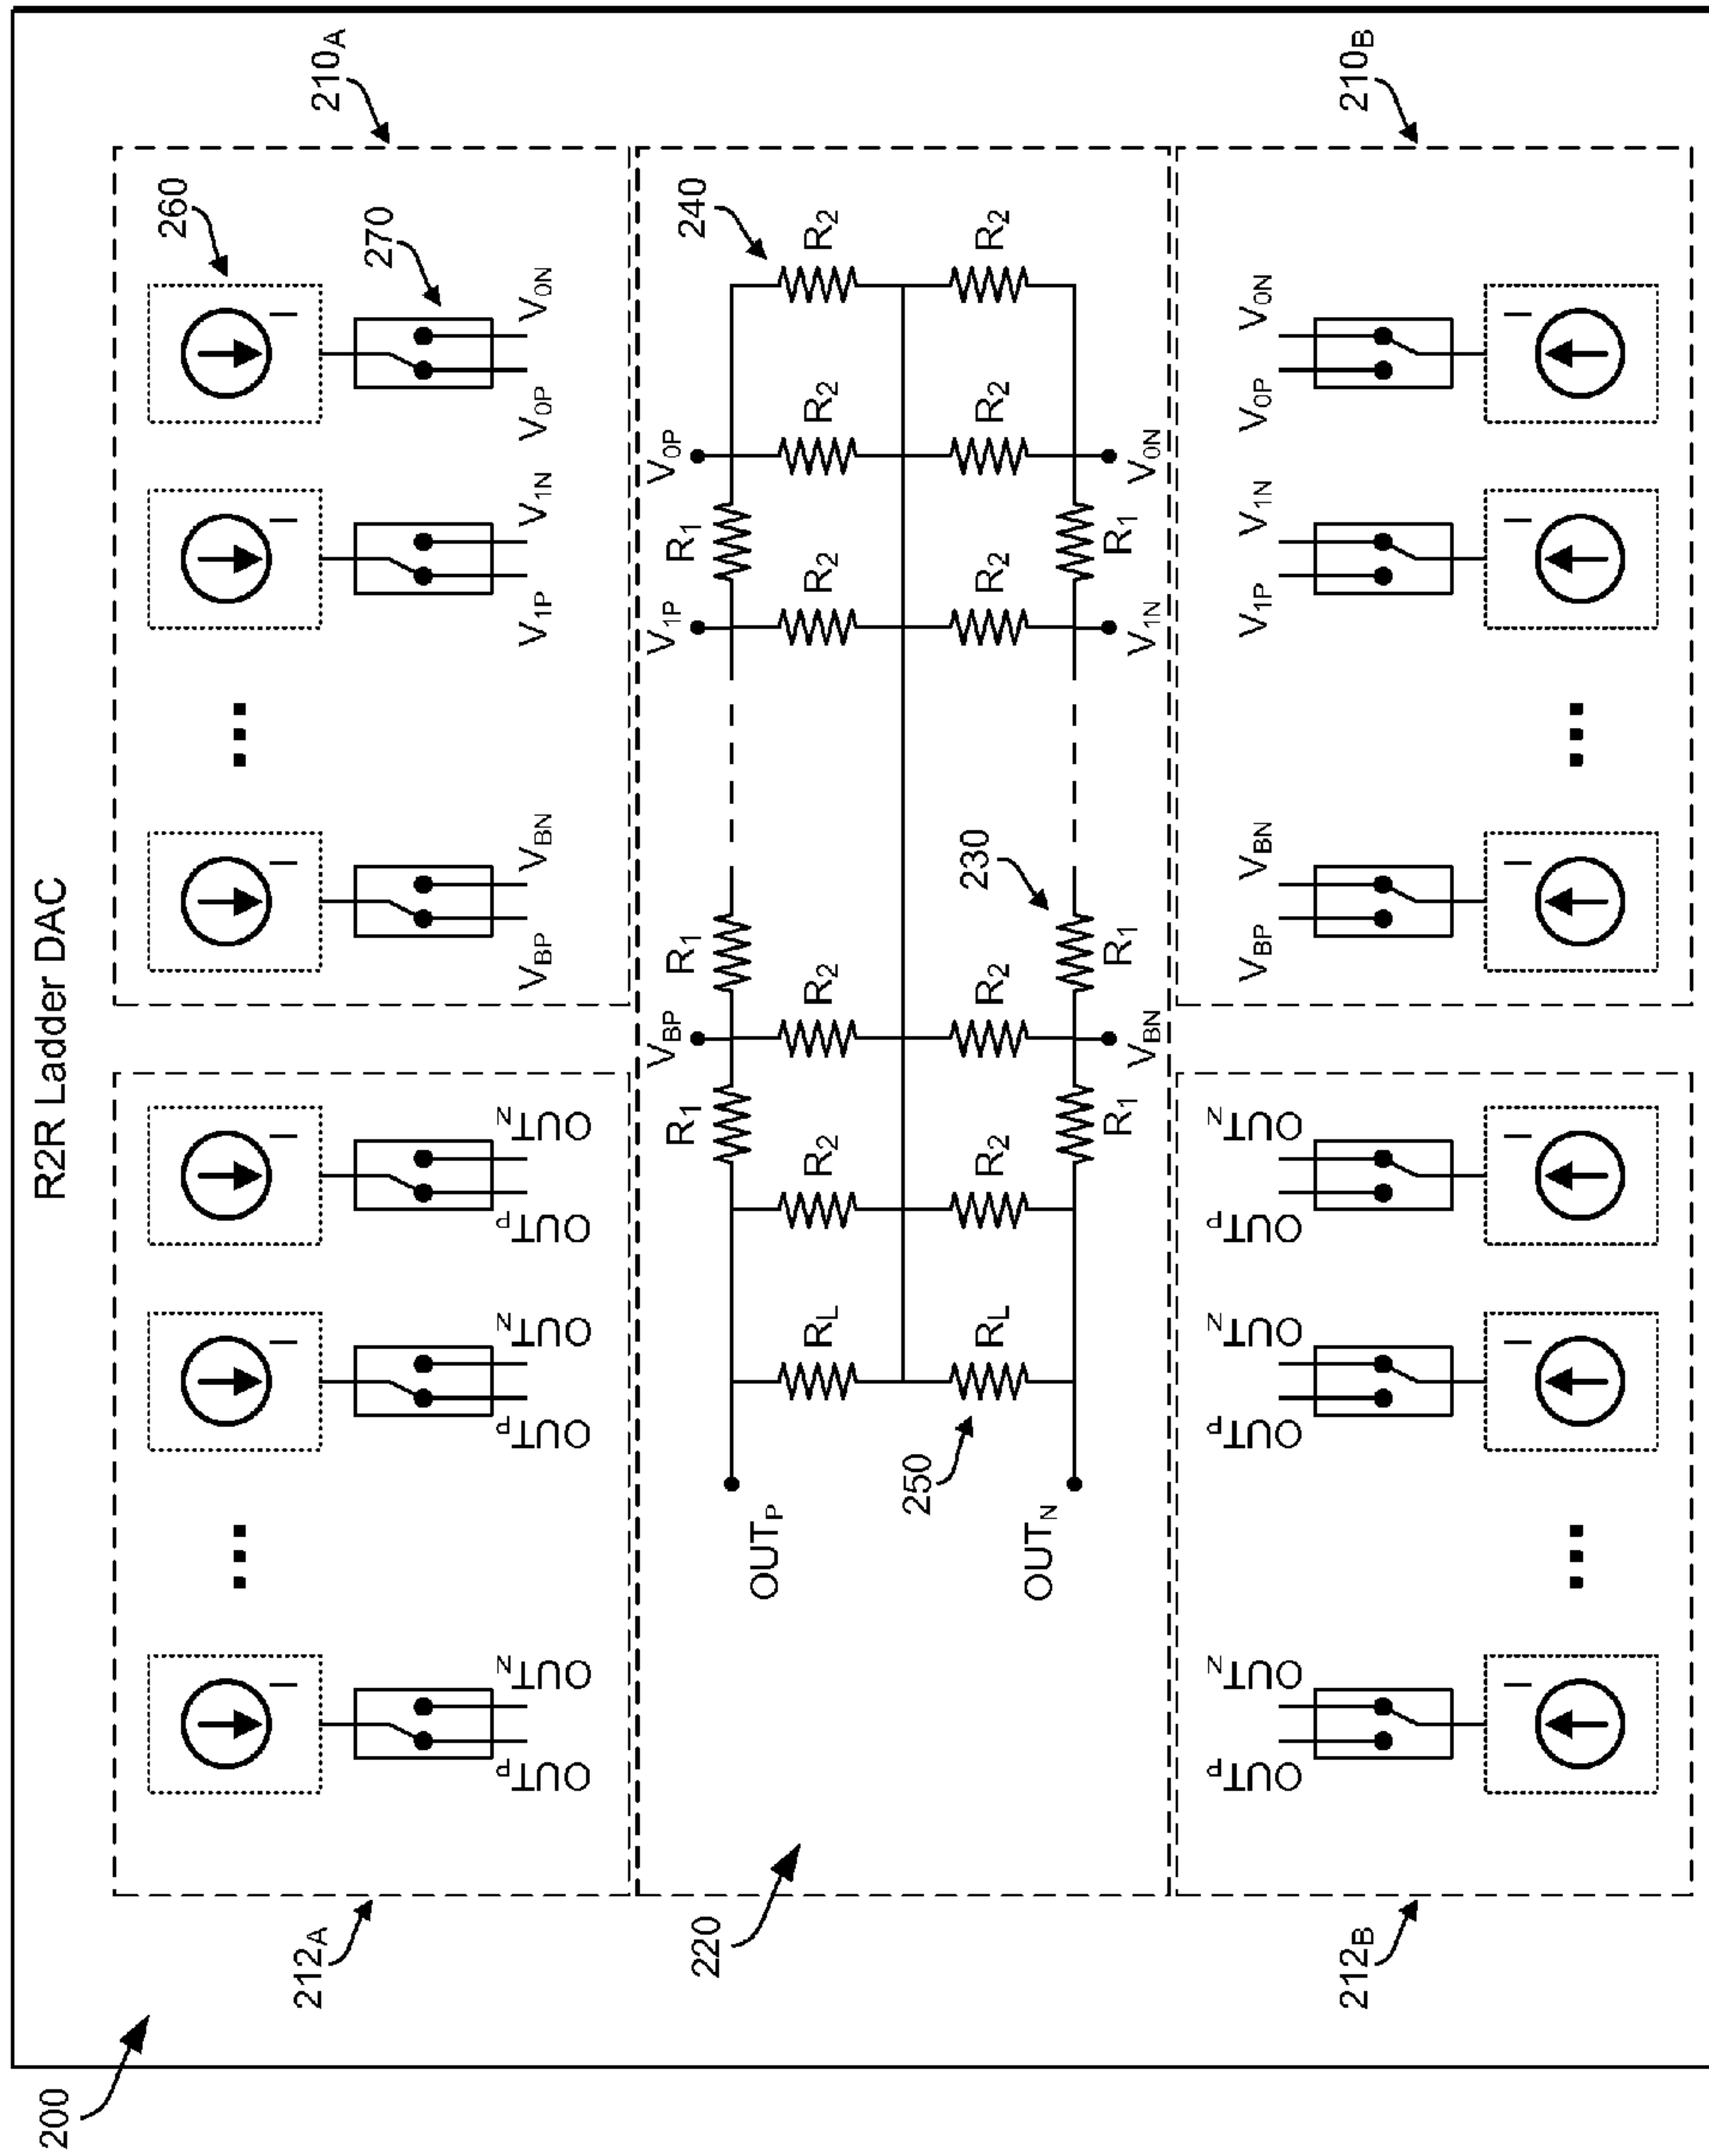 200
R2R Ladder DAC
212A
210A
260
I
I
...
I
I
I
...
I
I
270
OUTP
OUTN
OUTP
OUTN
OUTP
OUTN
VBP
VBN
V1P
V1N
V0P
V0N
220
OUTP
R1
VBP
R1
V1P
R1
V0P
240
RL
R2
R2
R2
R2
R2
250
RL
R2
R2
R2
R2
R2
230
OUTN
R1
VBN
R1
V1N
R1
V0N
OUTP
OUTN
OUTP
OUTN
OUTP
OUTN
VBP
VBN
V1P
V1N
V0P
V0N
212B
210B
I
...
I
I
I
...
I
I